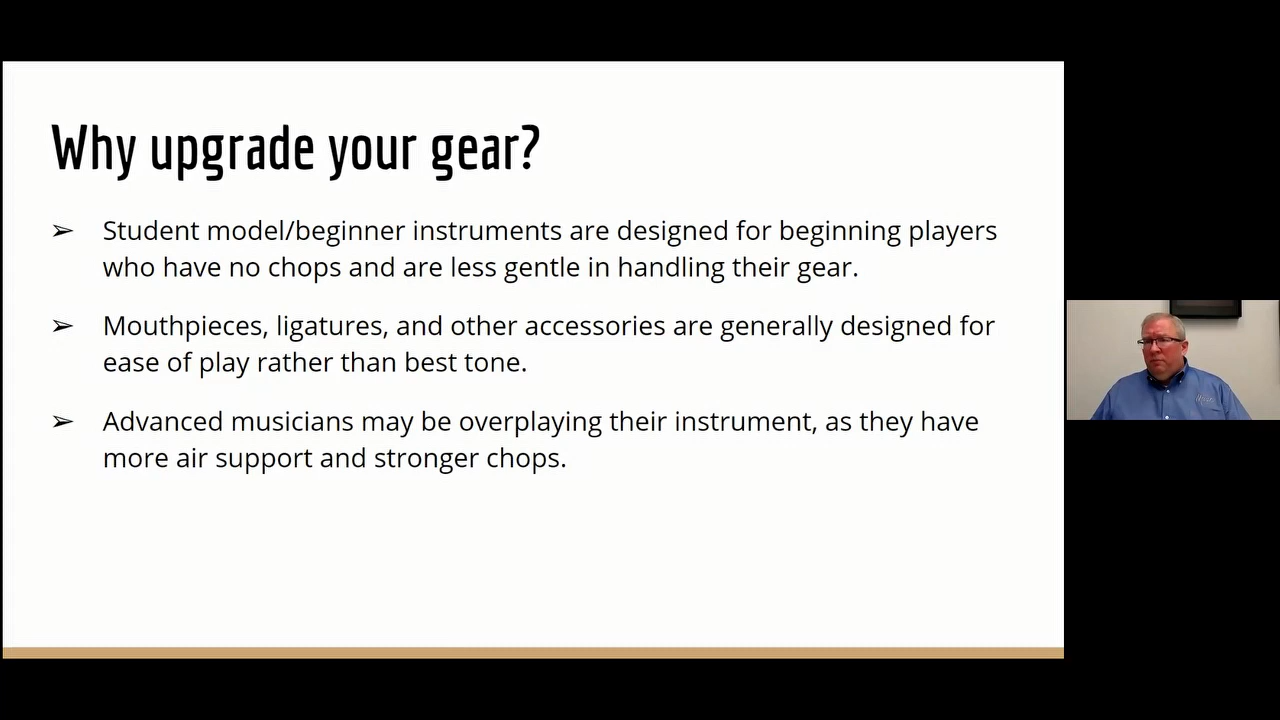 Why upgrade your gear?
➢ Student model/beginner instruments are designed for beginning players
who have no chops and are less gentle in handling their gear.
➢ Mouthpieces, ligatures, and other accessories are generally designed for
ease of play rather than best tone.
➢ Advanced musicians may be overplaying their instrument, as they have
more air support and stronger chops.